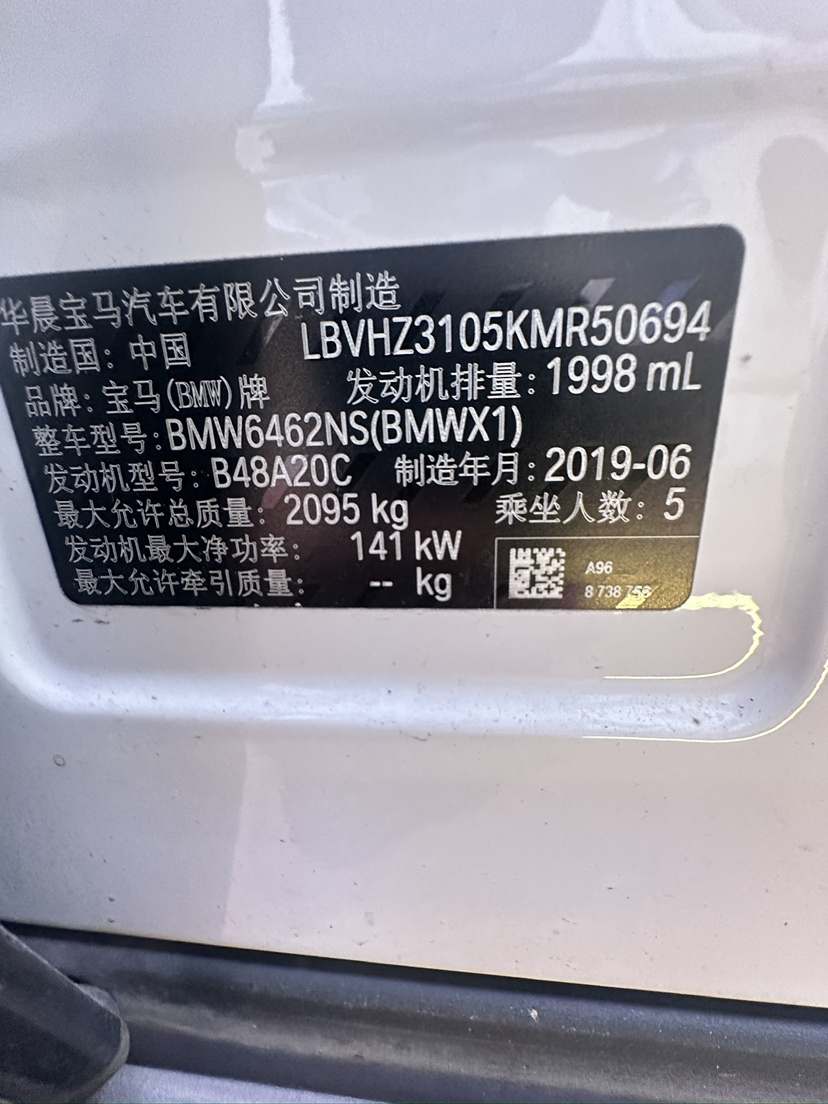 华晨宝马汽车有限公司制造
LBVHZ3105KMR50694
制造国：中国
品牌：宝马(BMW)牌 发动机排量：1998 mL
整车型号：BMW6462NS(BMWX1)
发动机型号：B48A20C 制造年月：2019-06
最大允许总质量：2095 kg 乘坐人数：5
发动机最大净功率：141 kW
最大允许牵引质量：-- kg
A96
8 738